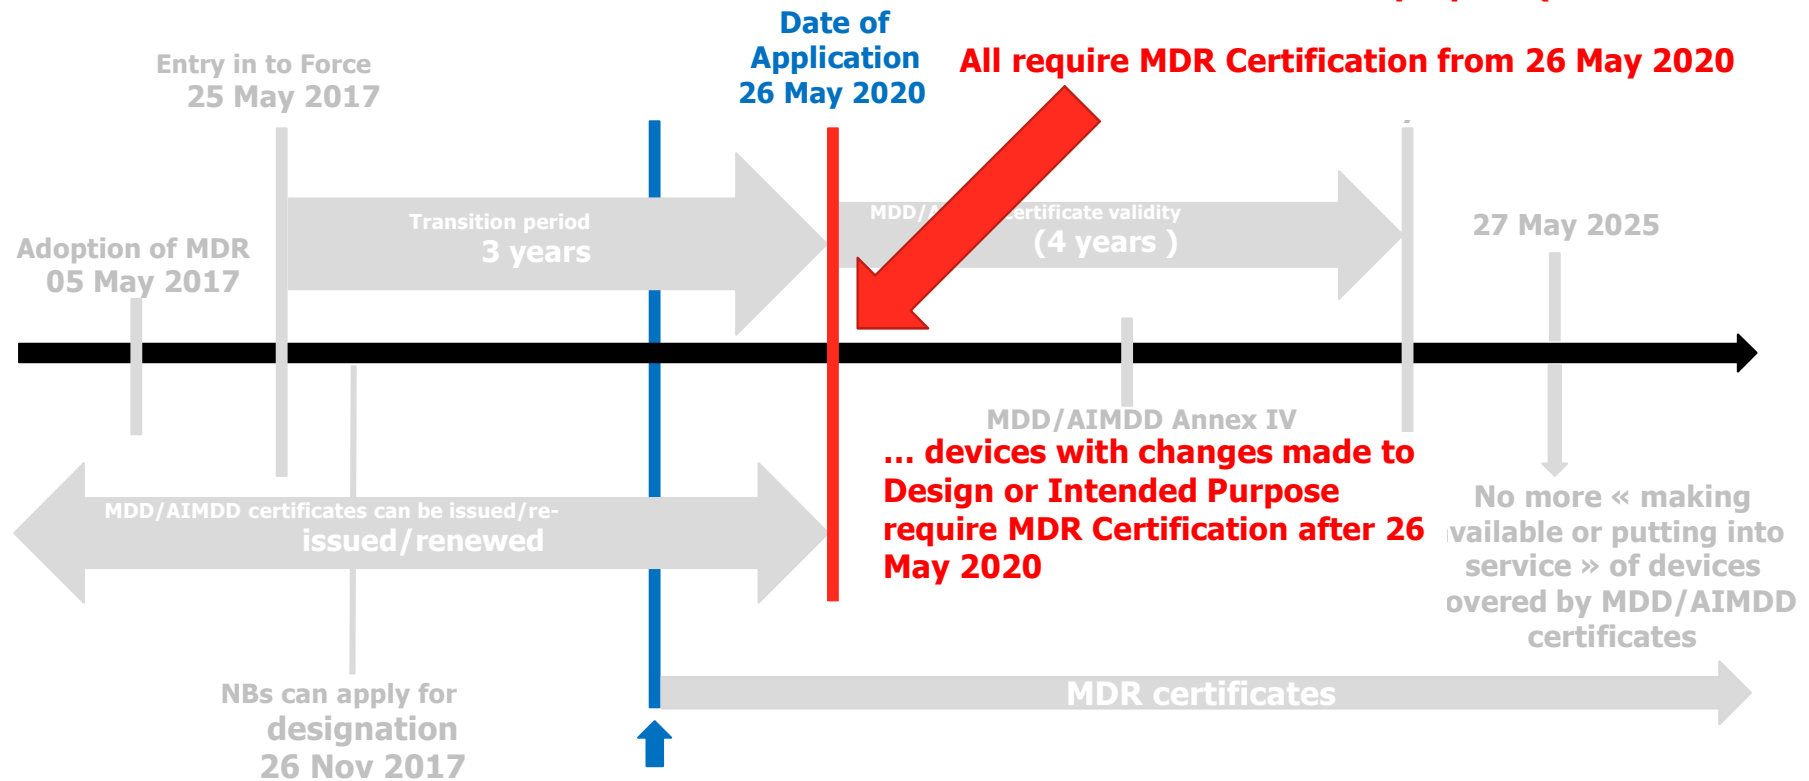 Date of
Application
26 May 2020
All require MDR Certification from 26 May 2020
Entry in to Force
25 May 2017
Adoption of MDR
05 May 2017
Transition period
3 years
certificate validity
(4 years )
27 May 2025
MDD/AIMDD Annex IV
... devices with changes made to
Design or Intended Purpose
require MDR Certification after 26
May 2020
MDD/AIMDD certificates can be issued/re-
issued/renewed
No more « making
vailable or putting into
service » of devices
overed by MDD/AIMDD
certificates
MDR certificates
NBs can apply for
designation
26 Nov 2017